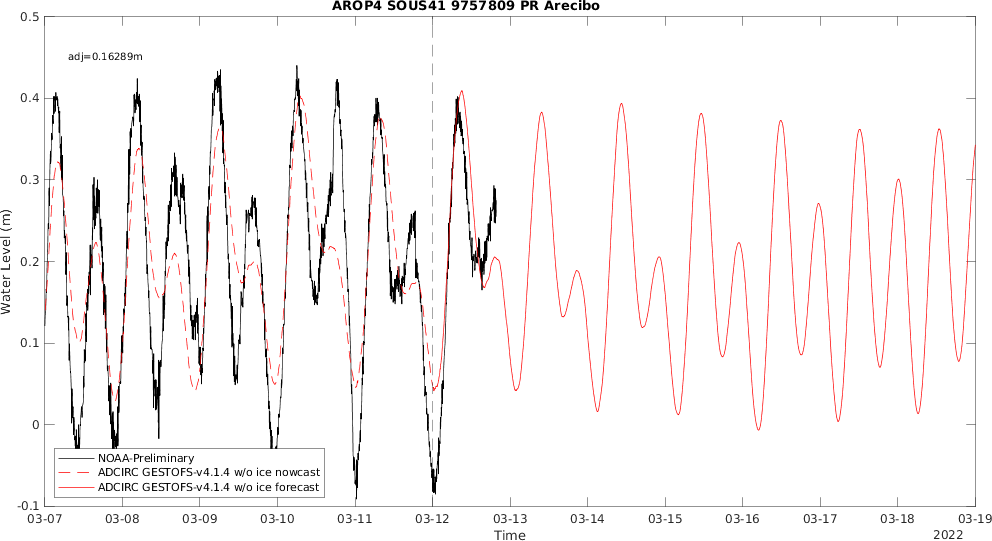 AROP4 SOUS41 9757809 PR Arecibo
adj=0.16289m
Water Level (m)
0.5
0.4
0.3
0.2
0.1
0
-0.1
NOAA-Preliminary
ADCIRC GESTOFS-v4.1.4 w/o ice nowcast
ADCIRC GESTOFS-v4.1.4 w/o ice forecast
03-07 03-08 03-09 03-10 03-11 03-12 03-13 03-14 03-15 03-16 03-17 03-18 03-19
Time
2022